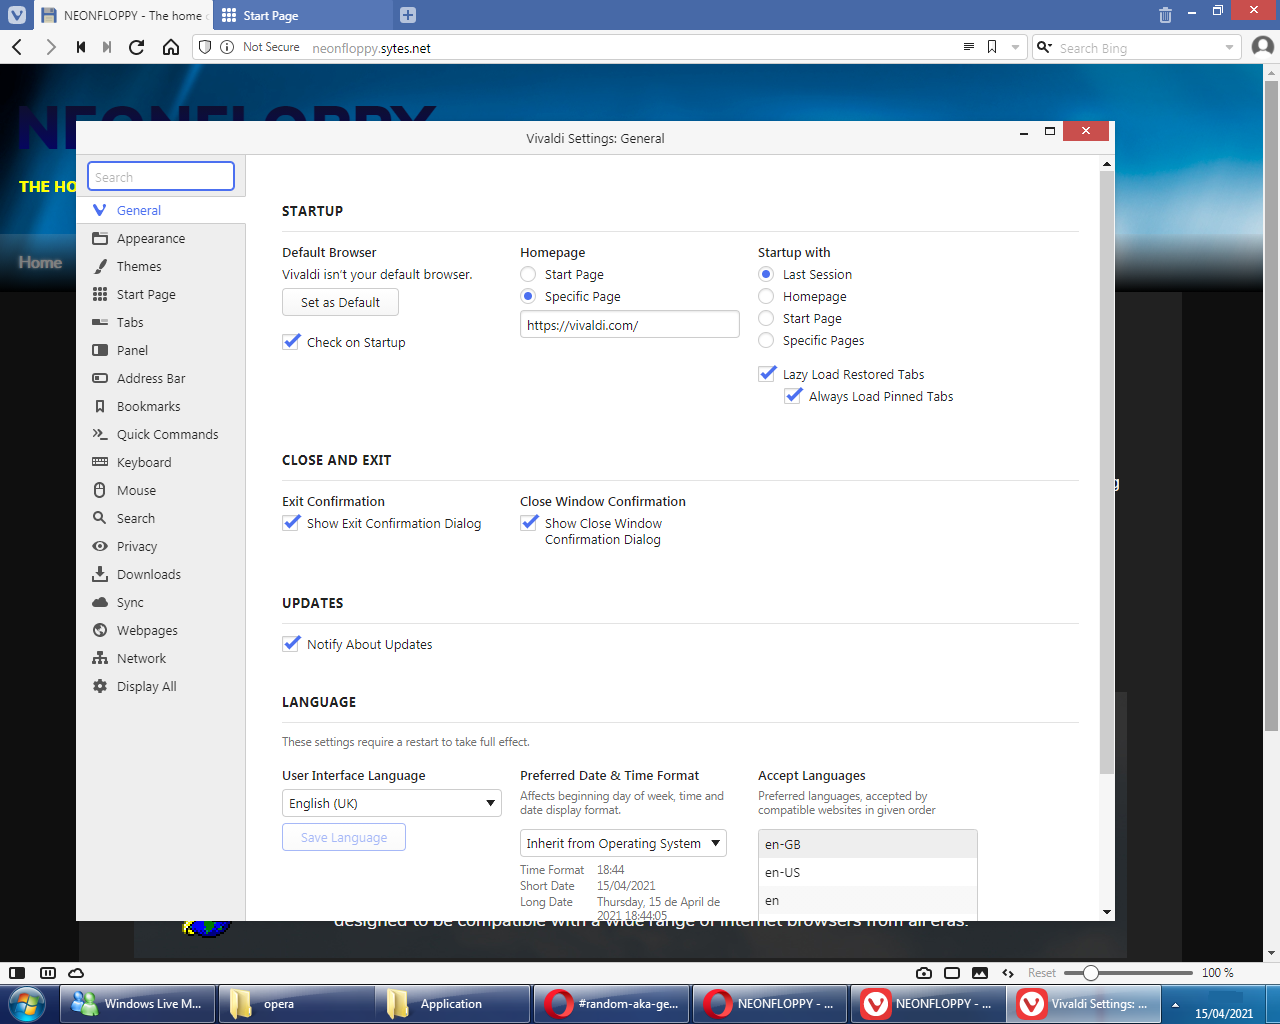 NEONFLOPPY - The home
Start Page
Not Secure neonfloppy.sytes.net
Search Bing
NEONFLOPPY
THE HO
Home
Vivaldi Settings: General
Search
General
Appearance
Themes
Start Page
Tabs
Panel
Address Bar
Bookmarks
Quick Commands
Keyboard
Mouse
Search
Privacy
Downloads
Sync
Webpages
Network
Display All
STARTUP
Default Browser
Vivaldi isn't your default browser.
Set as Default
Check on Startup
Homepage
Start Page
Specific Page
https://vivaldi.com/
Startup with
Last Session
Homepage
Start Page
Specific Pages
Lazy Load Restored Tabs
Always Load Pinned Tabs
CLOSE AND EXIT
Exit Confirmation
Show Exit Confirmation Dialog
Close Window Confirmation
Show Close Window
Confirmation Dialog
UPDATES
Notify About Updates
LANGUAGE
These settings require a restart to take full effect.
User Interface Language
English (UK)
Save Language
Preferred Date & Time Format
Affects beginning day of week, time and
date display format.
Inherit from Operating System
Time Format 18:44
Short Date 15/04/2021
Long Date Thursday, 15 de April de
2021 18:44:05
Accept Languages
Preferred languages, accepted by
compatible websites in given order
en-GB
en-US
en
g
designed to be compatible with a wide range of internet browsers from all eras.
Reset 100 %
Windows Live M...
opera
Application
#random-aka-ge...
NEONFLOPPY - ...
NEONFLOPPY - ...
Vivaldi Settings: ...
15/04/2021